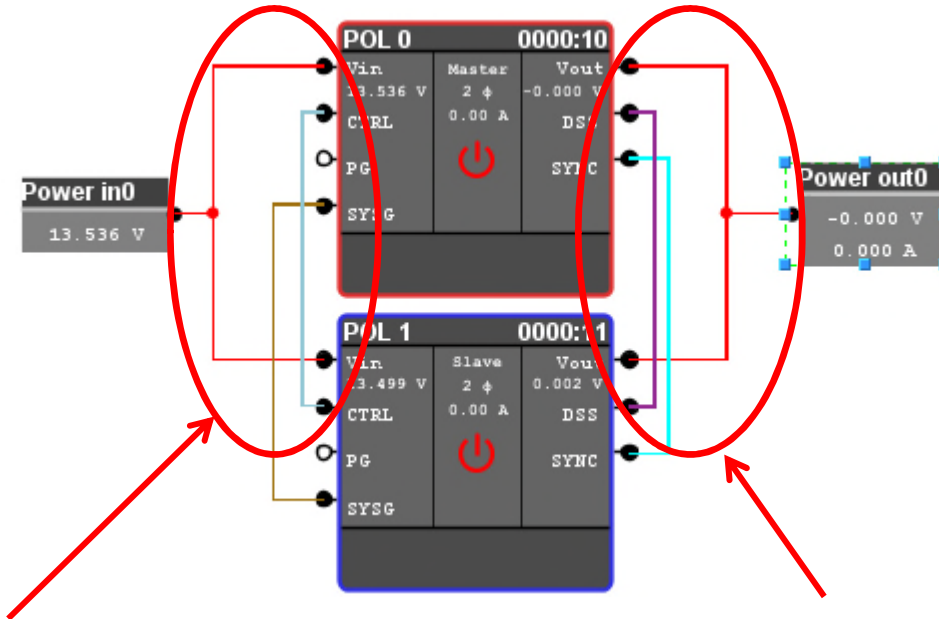 Power in0
13.536 V
POL 0 0000:10
Vin Master Vout
13.536 V 2 ϕ -0.000 V
CTRL 0.00 A DSS
PG SYNC
SYSG
POL 1 0000:11
Vin Slave Vout
13.499 V 2 ϕ 0.002 V
CTRL 0.00 A DSS
PG SYNC
SYSG
Power out0
-0.000 V
0.000 A